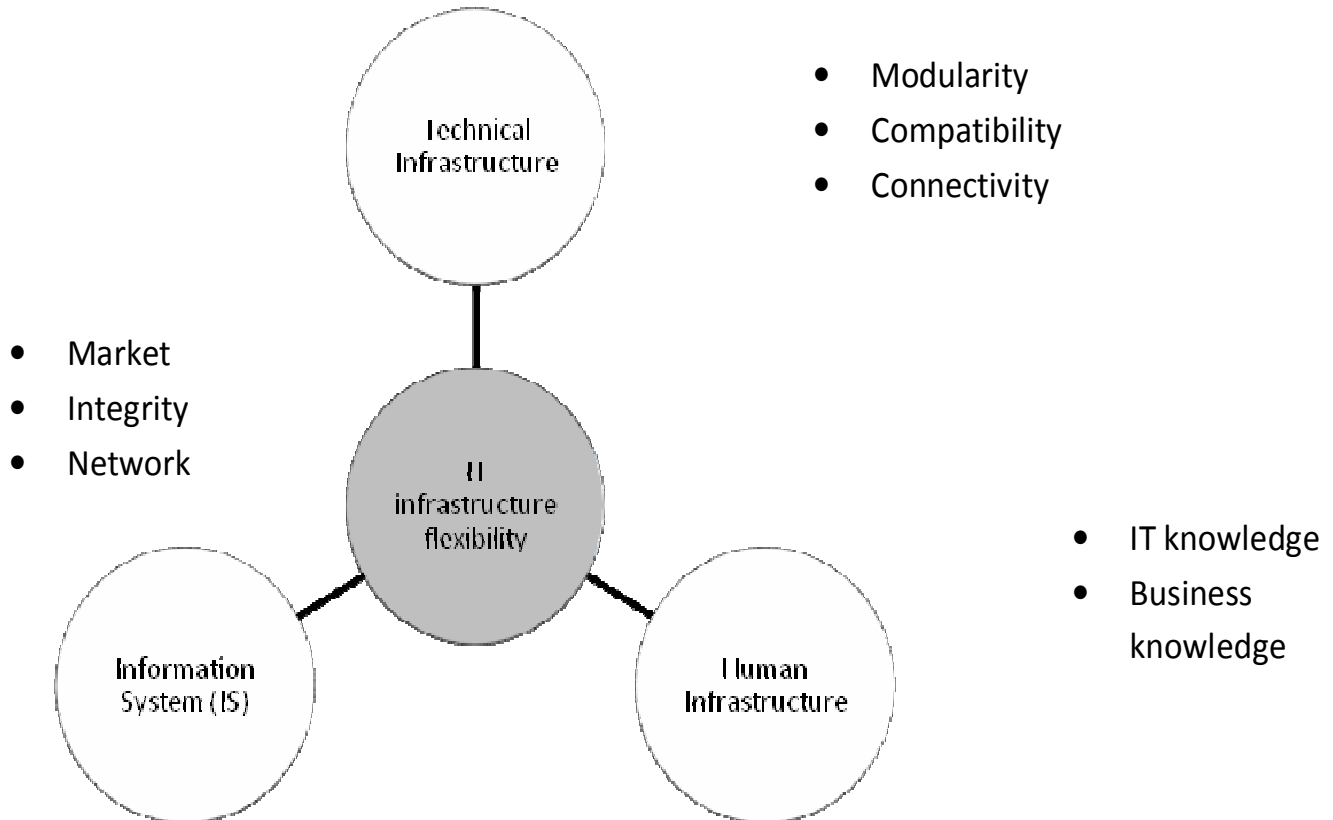 Technical
Infrastructure
• Modularity
• Compatibility
• Connectivity
• Market
• Integrity
• Network
IT
infrastructure
flexibility
• IT knowledge
• Business
knowledge
Information
System (IS)
Human
Infrastructure